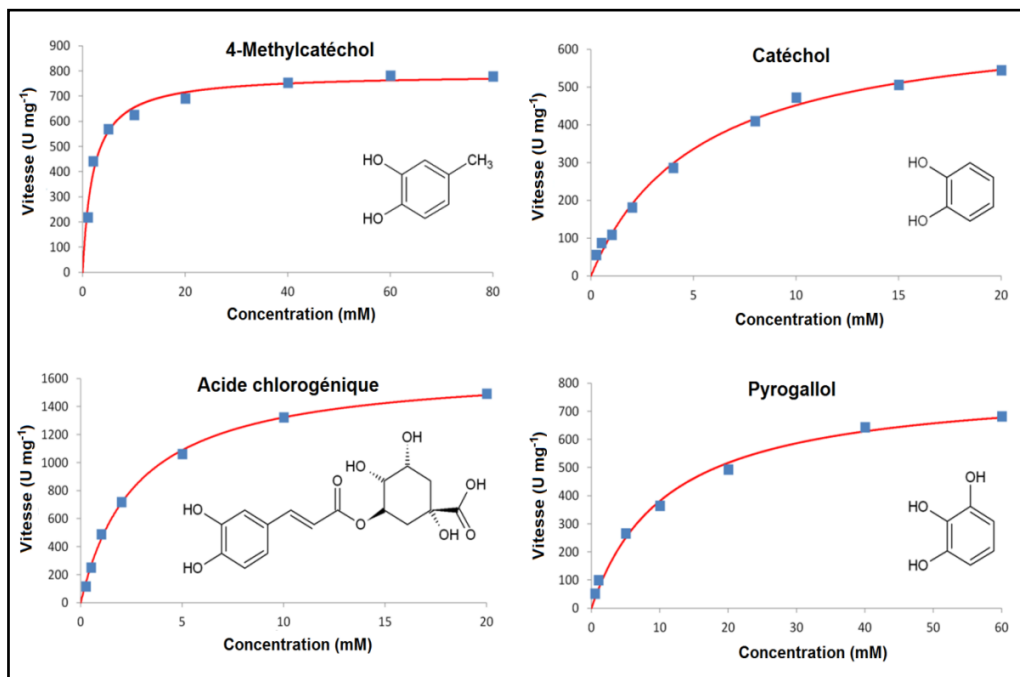 4-Methylcatéchol
Vitesse (U mg-1)
900
800
700
600
500
400
300
200
100
0
HO
HO
CH3
0 20 40 60 80
Concentration (mM)
Catéchol
Vitesse (U mg-1)
600
500
400
300
200
100
0
HO
HO
0 5 10 15 20
Concentration (mM)
Acide chlorogénique
Vitesse (U mg-1)
1600
1400
1200
1000
800
600
400
200
0
OH
HO
O
OH
HO
O
OH
O
HO
0 5 10 15 20
Concentration (mM)
Pyrogallol
Vitesse (U mg-1)
800
700
600
500
400
300
200
100
0
OH
HO
HO
0 10 20 30 40 50 60
Concentration (mM)